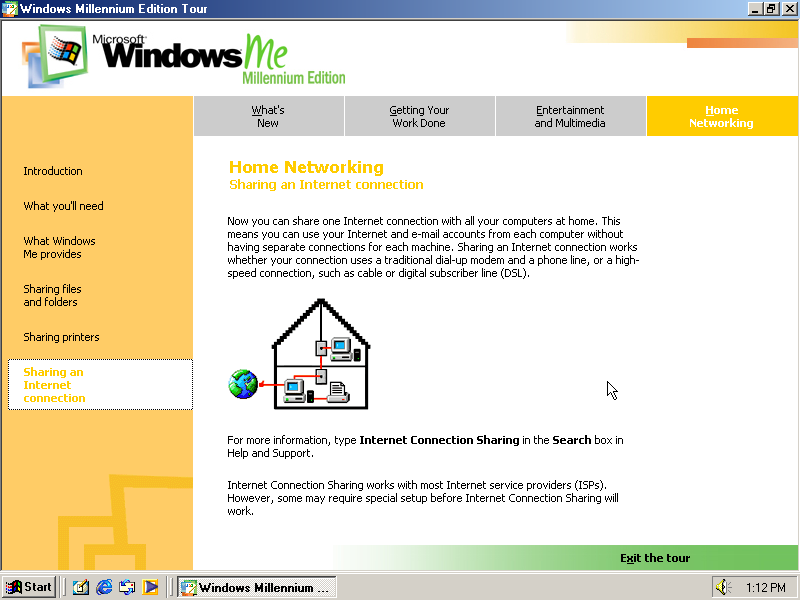 Windows Millennium Edition Tour
Microsoft®
WindowsMe
Millennium Edition
What's
New
Getting Your
Work Done
Entertainment
and Multimedia
Home
Networking
Introduction
What you'll need
What Windows
Me provides
Sharing files
and folders
Sharing printers
Sharing an
Internet
connection
Home Networking
Sharing an Internet connection
Now you can share one Internet connection with all your computers at home. This
means you can use your Internet and e-mail accounts from each computer without
having separate connections for each machine. Sharing an Internet connection works
whether your connection uses a traditional dial-up modem and a phone line, or a high-
speed connection, such as cable or digital subscriber line (DSL).
For more information, type Internet Connection Sharing in the Search box in
Help and Support.
Internet Connection Sharing works with most Internet service providers (ISPs).
However, some may require special setup before Internet Connection Sharing will
work.
Exit the tour
Start
Windows Millennium ...
1:12 PM